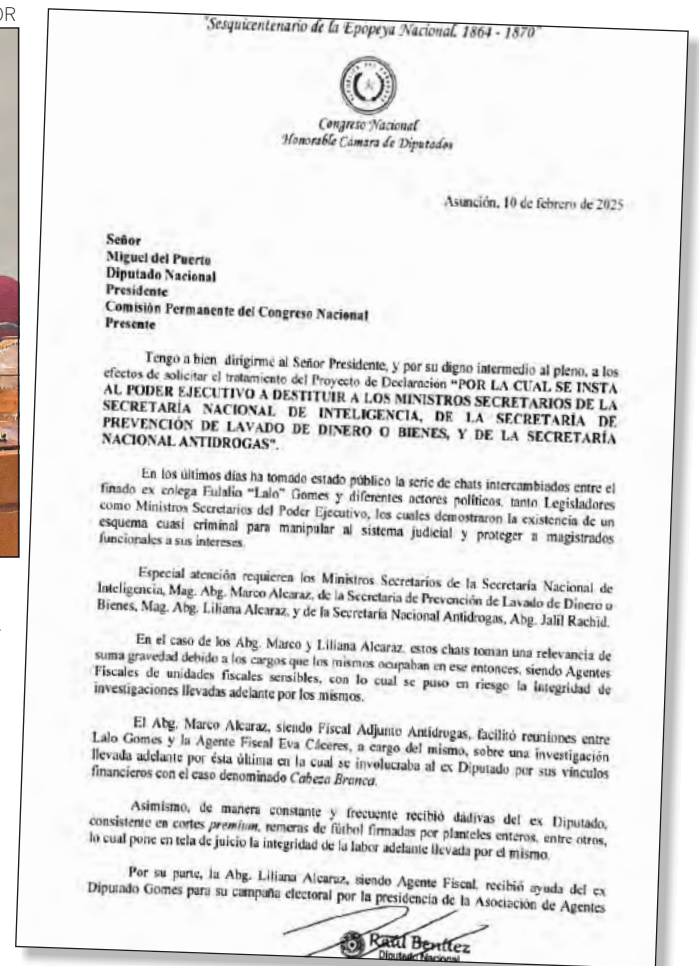 OR
"Sesquicentenario de la Epopeya Nacional, 1864 - 1870"
Congreso Nacional
Honorable Cámara de Diputados
Asunción, 10 de febrero de 2025
Señor
Miguel del Puerto
Diputado Nacional
Presidente
Comisión Permanente del Congreso Nacional
Presente
Tengo a bien dirigirme al Señor Presidente, y por su digno intermedio al pleno, a los
efectos de solicitar el tratamiento del Proyecto de Declaración "POR LA CUAL SE INSTA
AL PODER EJECUTIVO A DESTITUIR A LOS MINISTROS SECRETARIOS DE LA
SECRETARÍA NACIONAL DE INTELIGENCIA, DE LA SECRETARÍA DE
PREVENCIÓN DE LAVADO DE DINERO O BIENES, Y DE LA SECRETARÍA
NACIONAL ANTIDROGAS".
En los últimos días ha tomado estado público la serie de chats intercambiados entre el
finado ex colega Eulalio "Lalo" Gomes y diferentes actores políticos, tanto Legisladores
como Ministros Secretarios del Poder Ejecutivo, los cuales demostraron la existencia de un
esquema cuasi criminal para manipular al sistema judicial y proteger a magistrados
funcionales a sus intereses.
Especial atención requieren los Ministros Secretarios de la Secretaría Nacional de
Inteligencia, Mag. Abg. Marco Alcaraz, de la Secretaría de Prevención de Lavado de Dinero o
Bienes, Mag. Abg. Liliana Alcaraz, y de la Secretaría Nacional Antidrogas, Abg. Jalil Rachid.
En el caso de los Abg. Marco y Liliana Alcaraz, estos chats toman una relevancia de
suma gravedad debido a los cargos que los mismos ocupaban en ese entonces, siendo Agentes
Fiscales de unidades fiscales sensibles, con lo cual se puso en riesgo la integridad de
investigaciones llevadas adelante por los mismos.
El Abg. Marco Alcaraz, siendo Fiscal Adjunto Antidrogas, facilitó reuniones entre
Lalo Gomes y la Agente Fiscal Eva Cáceres, a cargo del mismo, sobre una investigación
llevada adelante por ésta última en la cual se involucraba al ex Diputado por sus vínculos
financieros con el caso denominado Cabeza Branca.
Asimismo, de manera constante y frecuente recibió dádivas del ex Diputado,
consistente en cortes premium, remeras de fútbol firmadas por planteles enteros, entre otros,
lo cual pone en tela de juicio la integridad de la labor adelante llevada por el mismo.
Por su parte, la Abg. Liliana Alcaraz, siendo Agente Fiscal, recibió ayuda del ex
Diputado Gomes para su campaña electoral por la presidencia de la Asociación de Agentes
Raúl Benítez
Diputado Nacional